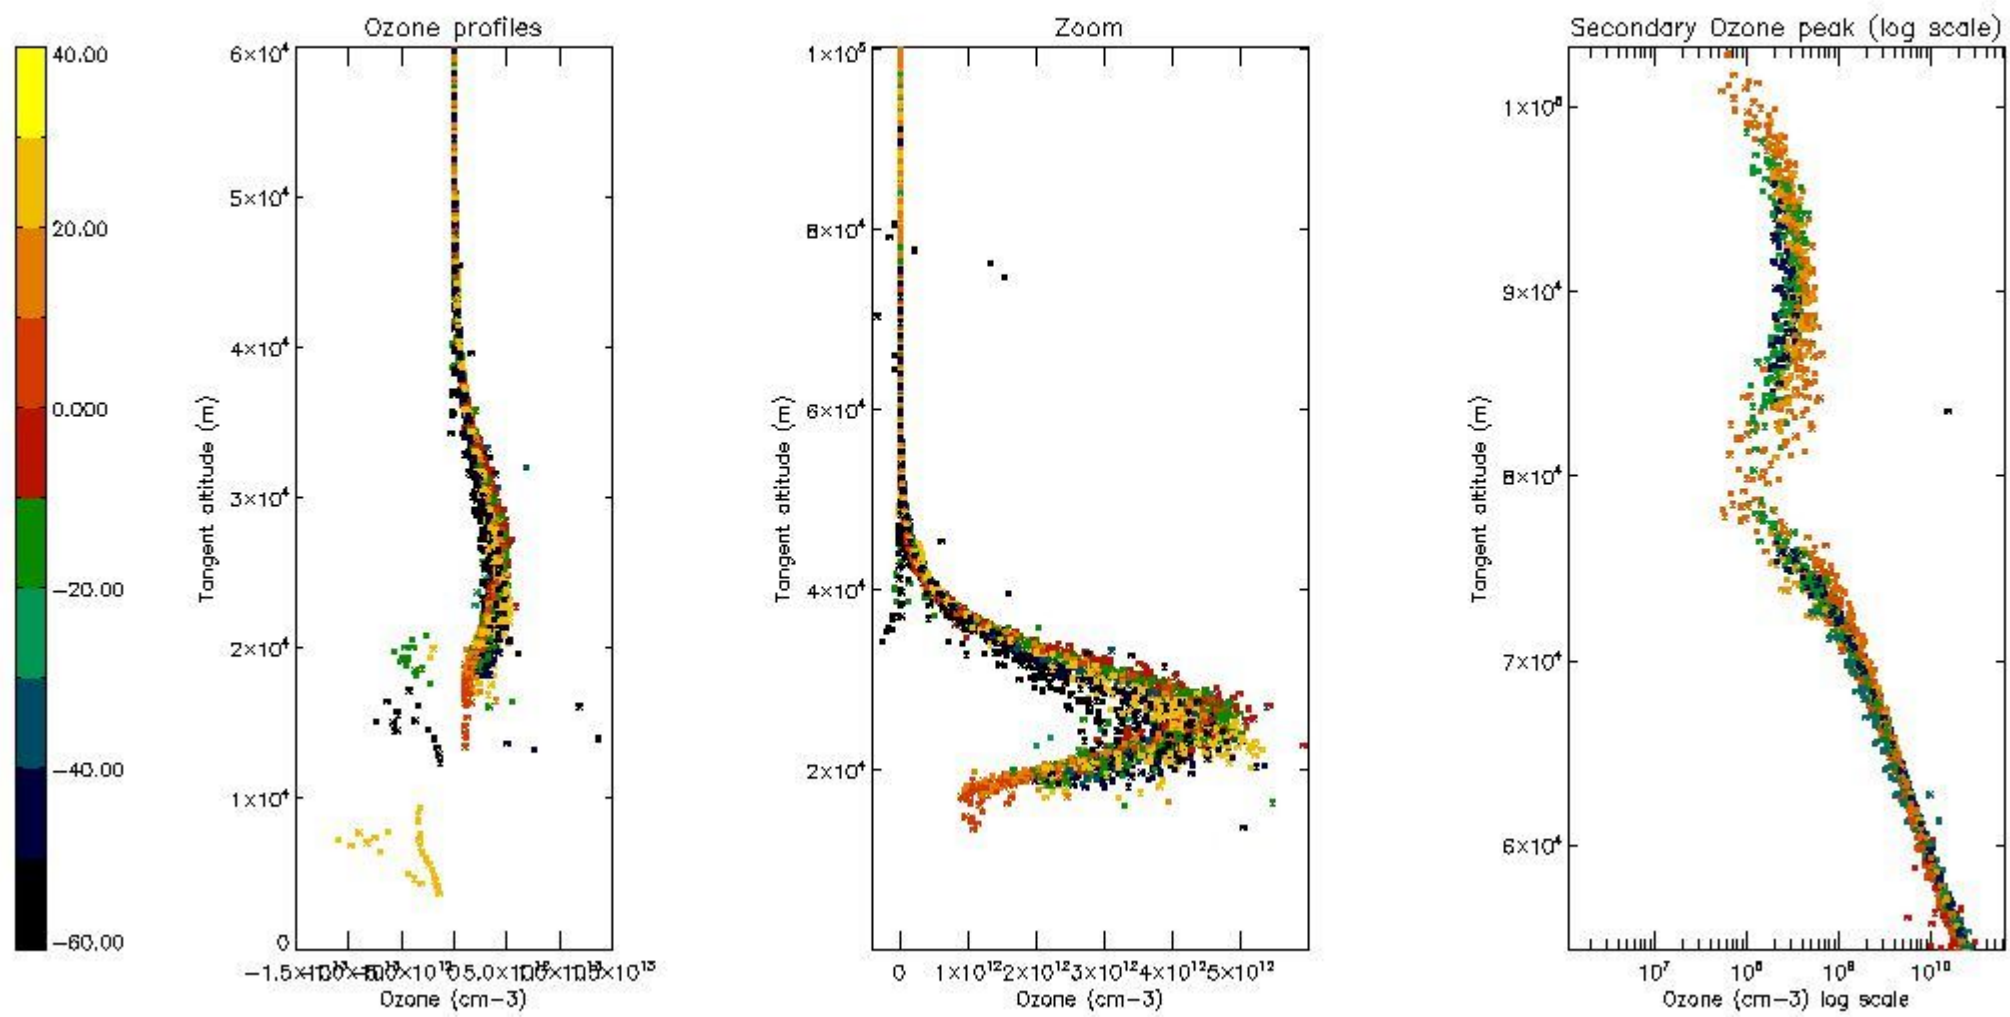 Ozone profiles
Zoom
Secondary Ozone peak (log scale)
40.00
20.00
0.000
−20.00
−40.00
−60.00
6×10⁴
5×10⁴
4×10⁴
3×10⁴
2×10⁴
1×10⁴
0
Tangent altitude (m)
Ozone (cm−3)
1×10⁵
8×10⁴
6×10⁴
4×10⁴
2×10⁴
Tangent altitude (m)
0 1×10¹² 2×10¹² 3×10¹² 4×10¹² 5×10¹²
Ozone (cm−3)
9×10⁴
8×10⁴
7×10⁴
6×10⁴
Tangent altitude (m)
10⁷ 10⁸ 10⁹ 10¹⁰
Ozone (cm−3) log scale